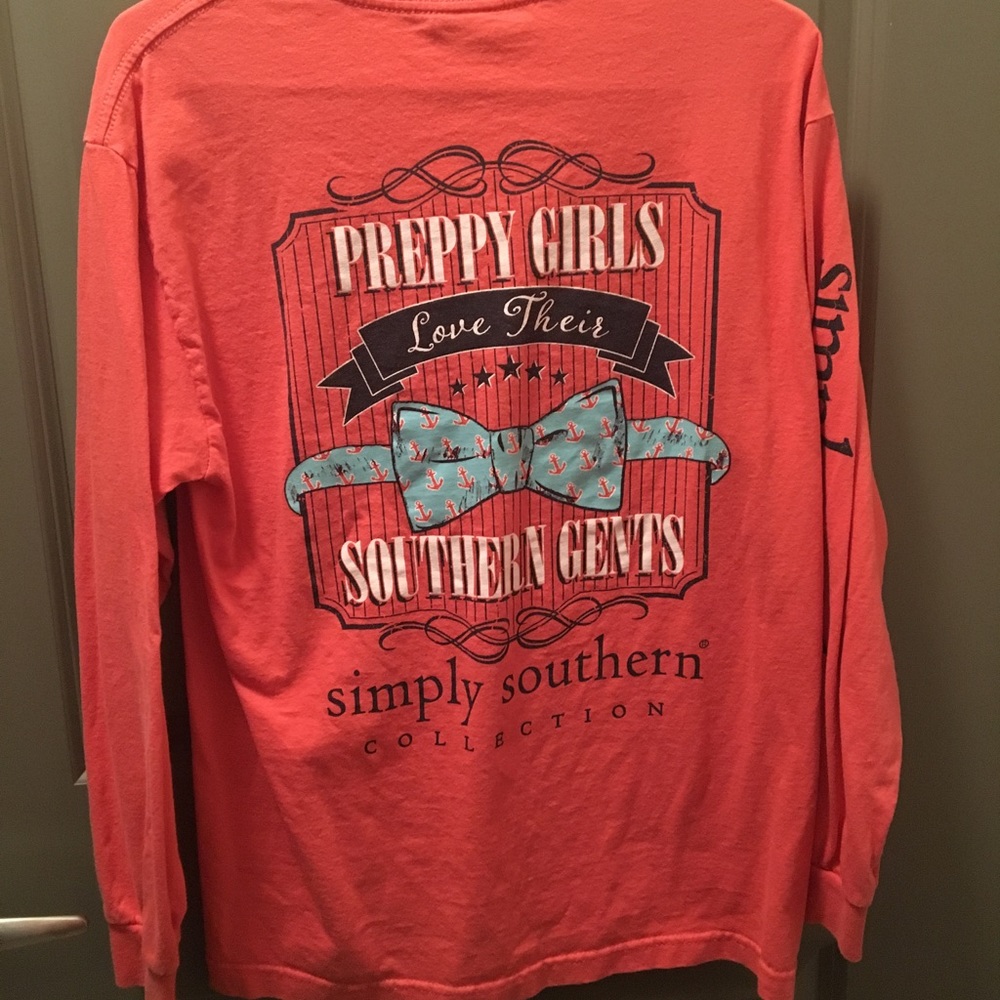 PREPPY GIRLS
Love Their
SOUTHERN GENTS
simply southern®
COLLECTION